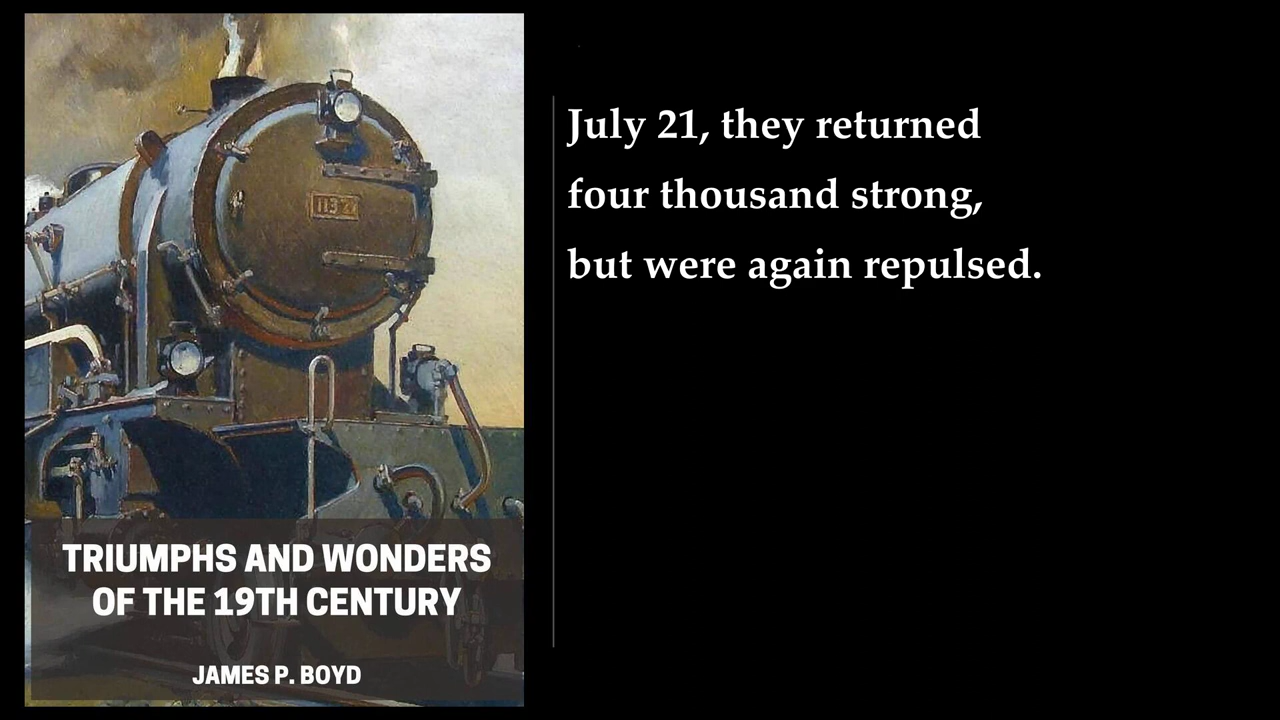 July 21, they returned
four thousand strong,
but were again repulsed.
TRIUMPHS AND WONDERS
OF THE 19TH CENTURY
JAMES P. BOYD